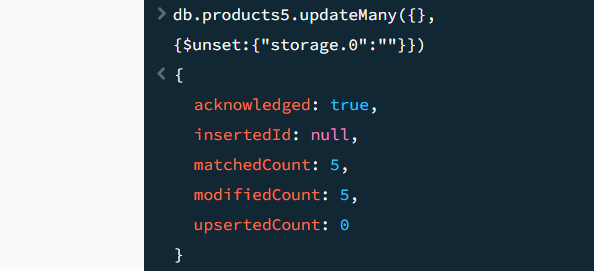 > db.products5.updateMany({},
{$unset:{"storage.0":""}})
< {
acknowledged: true,
insertedId: null,
matchedCount: 5,
modifiedCount: 5,
upsertedCount: 0
}